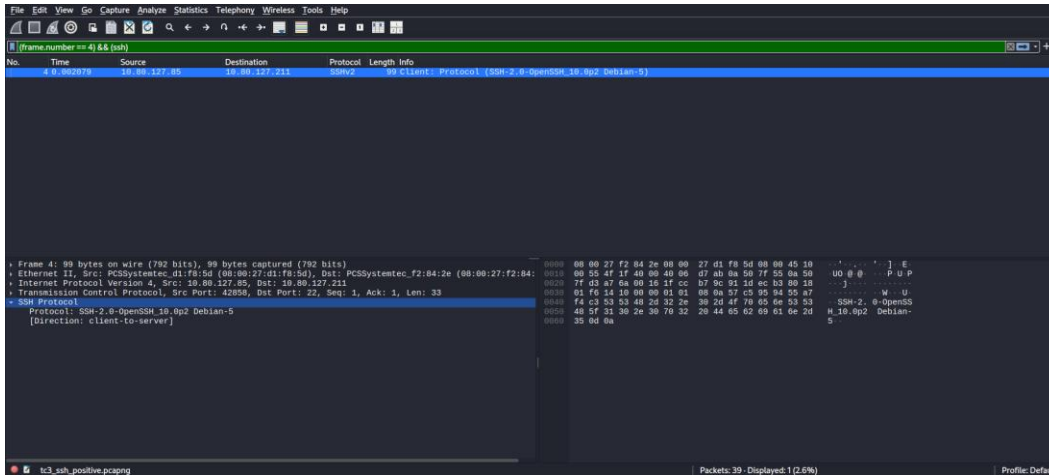 File Edit View Go Capture Analyze Statistics Telephony Wireless Tools Help
(frame.number == 4) && (ssh)
No. Time Source Destination Protocol Length Info
4 0.002079 10.80.127.85 10.80.127.211 SSHv2 99 Client: Protocol (SSH-2.0-OpenSSH_10.0p2 Debian-5)
Frame 4: 99 bytes on wire (792 bits), 99 bytes captured (792 bits)
Ethernet II, Src: PCSSystemtec_d1:f8:5d (08:00:27:d1:f8:5d), Dst: PCSSystemtec_f2:84:2e (08:00:27:f2:84:
Internet Protocol Version 4, Src: 10.80.127.85, Dst: 10.80.127.211
Transmission Control Protocol, Src Port: 42858, Dst Port: 22, Seq: 1, Ack: 1, Len: 33
SSH Protocol
Protocol: SSH-2.0-OpenSSH_10.0p2 Debian-5
[Direction: client-to-server]
0000 08 00 27 f2 84 2e 08 00 27 d1 f8 5d 08 00 45 10 ··'··.·· '··]··E·
0010 00 55 4f 1f 40 00 40 06 d7 ab 0a 50 7f 55 0a 50 ·UO·@·@· ···P·U·P
0020 7f d3 a7 6a 00 16 1f cc b7 9c 91 1d ec b3 80 18
0030 01 f6 14 10 00 00 01 01 08 0a 57 c5 95 94 55 a7 ········ ··W···U·
0040 f4 c3 53 53 48 2d 32 2e 30 2d 4f 70 65 6e 53 53 ··SSH-2. 0-OpenSS
0050 48 5f 31 30 2e 30 70 32 20 44 65 62 69 61 6e 2d H_10.0p2 Debian-
0060 35 0d 0a 5··
tc3_ssh_positive.pcapng
Packets: 39 · Displayed: 1 (2.6%)
Profile: Defa